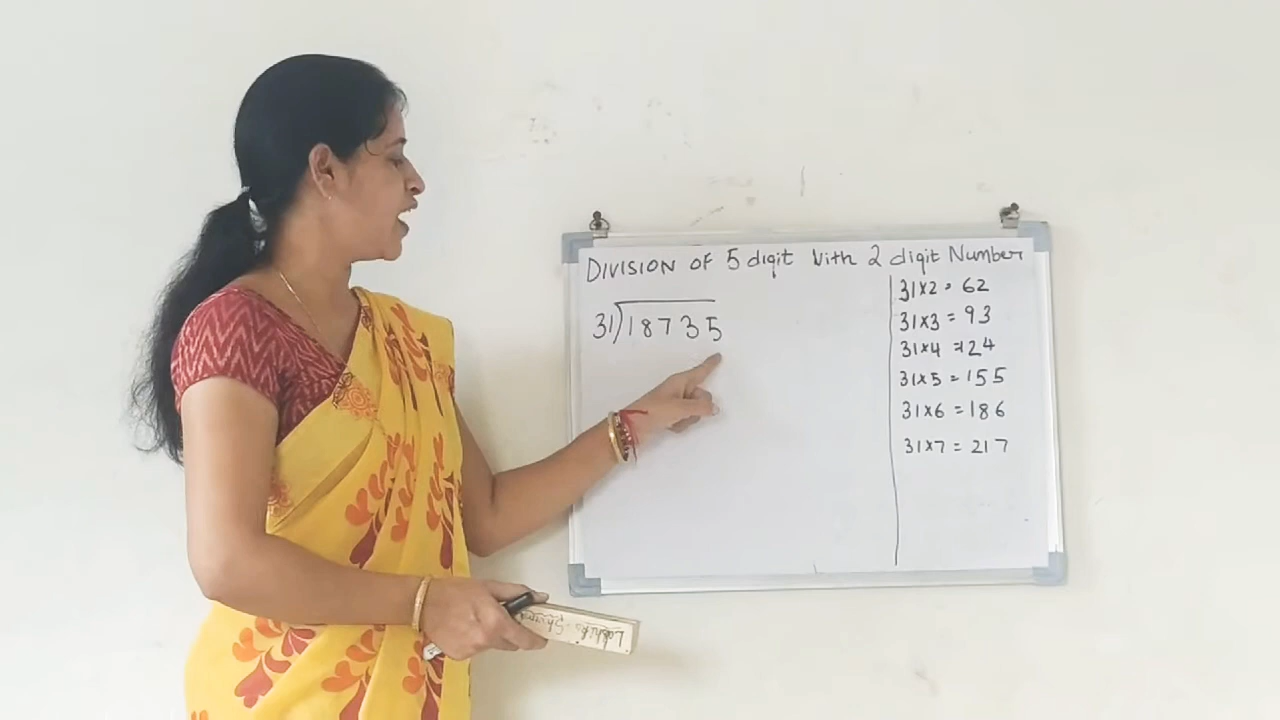 DIVISION OF 5 digit With 2 digit Number
31)18735
31x2 = 62
31x3 = 93
31x4 = 124
31x5 = 155
31x6 = 186
31x7 = 217